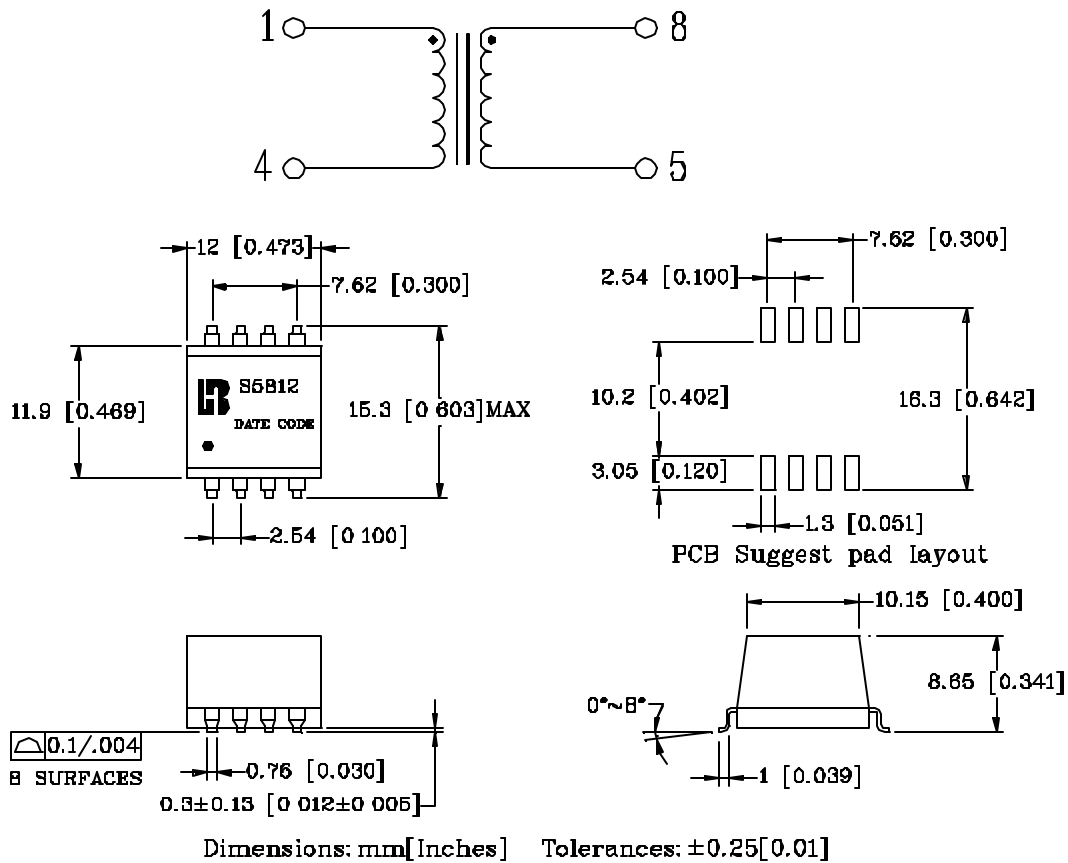 1
8
4
5
12 [0.473]
7.62 [0.300]
7.62 [0.300]
2.54 [0.100]
S5812
DATE CODE
11.9 [0.469]
15.3 [0 603]MAX
10.2 [0.402]
16.3 [0.642]
3.05 [0.120]
2.54 [0 100]
1.3 [0.051]
PCB Suggest pad layout
10.15 [0.400]
8.65 [0.341]
0°~8°
0.1/.004
8 SURFACES
0.76 [0.030]
1 [0.039]
0.3±0.13 [0 012±0 005]
Dimensions: mm[Inches] Tolerances: ±0.25[0.01]